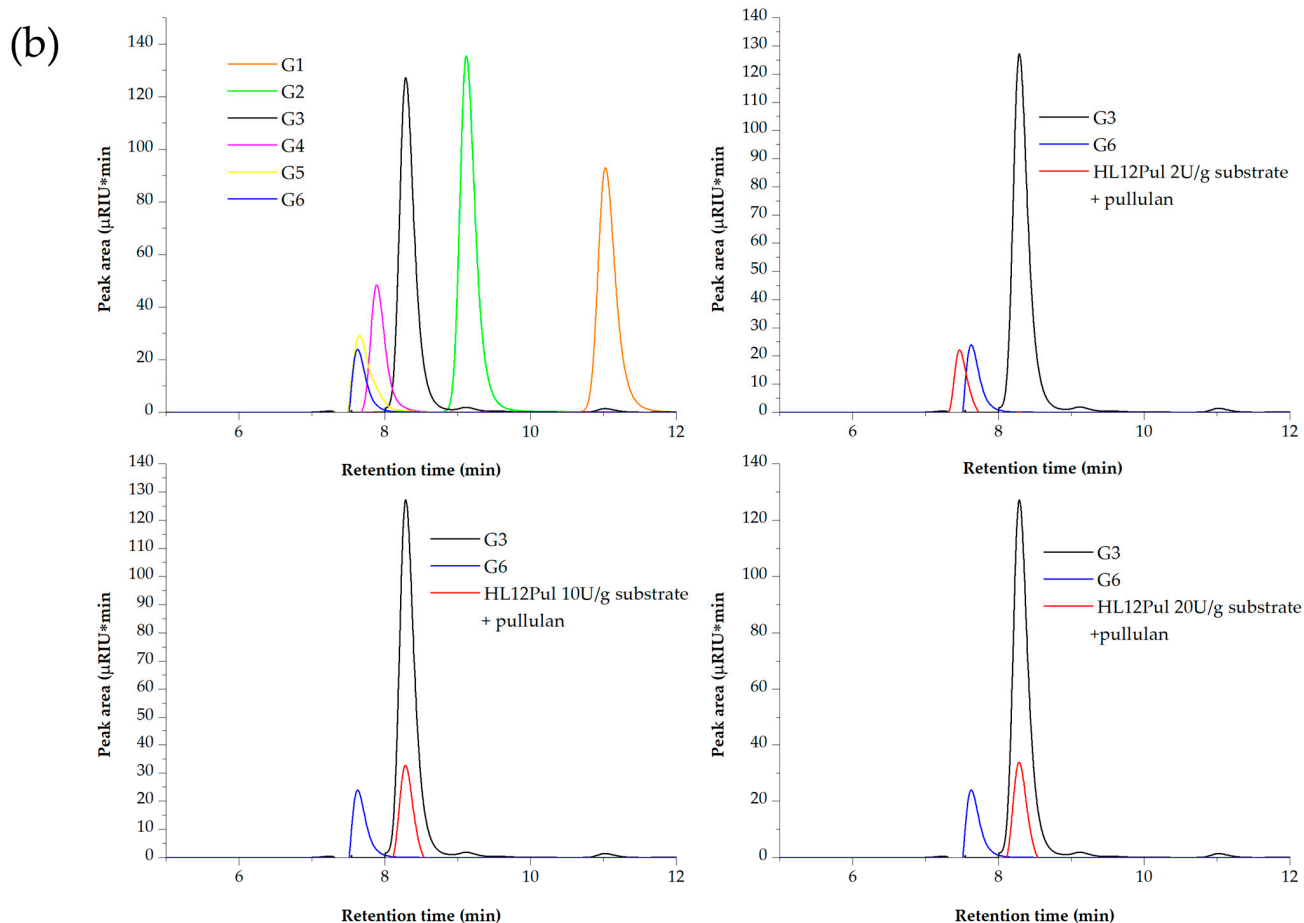 (b)
140
120
100
80
60
40
20
0
6
8
10
12
Peak area (µRIU*min
Retention time (min)
G1
G2
G3
G4
G5
G6
140
130
120
110
100
90
80
70
60
50
40
30
20
10
0
6
8
10
12
Peak area (µRIU*min
Retention time (min)
G3
G6
HL12Pul 2U/g substrate
+ pullulan
140
130
120
110
100
90
80
70
60
50
40
30
20
10
0
6
8
10
12
Peak area (µRIU*min
Retention time (min)
G3
G6
HL12Pul 10U/g substrate
+ pullulan
140
120
100
80
60
40
20
0
6
8
10
12
Peak area (µRIU*min
Retention time (min)
G3
G6
HL12Pul 20U/g substrate
+pullulan